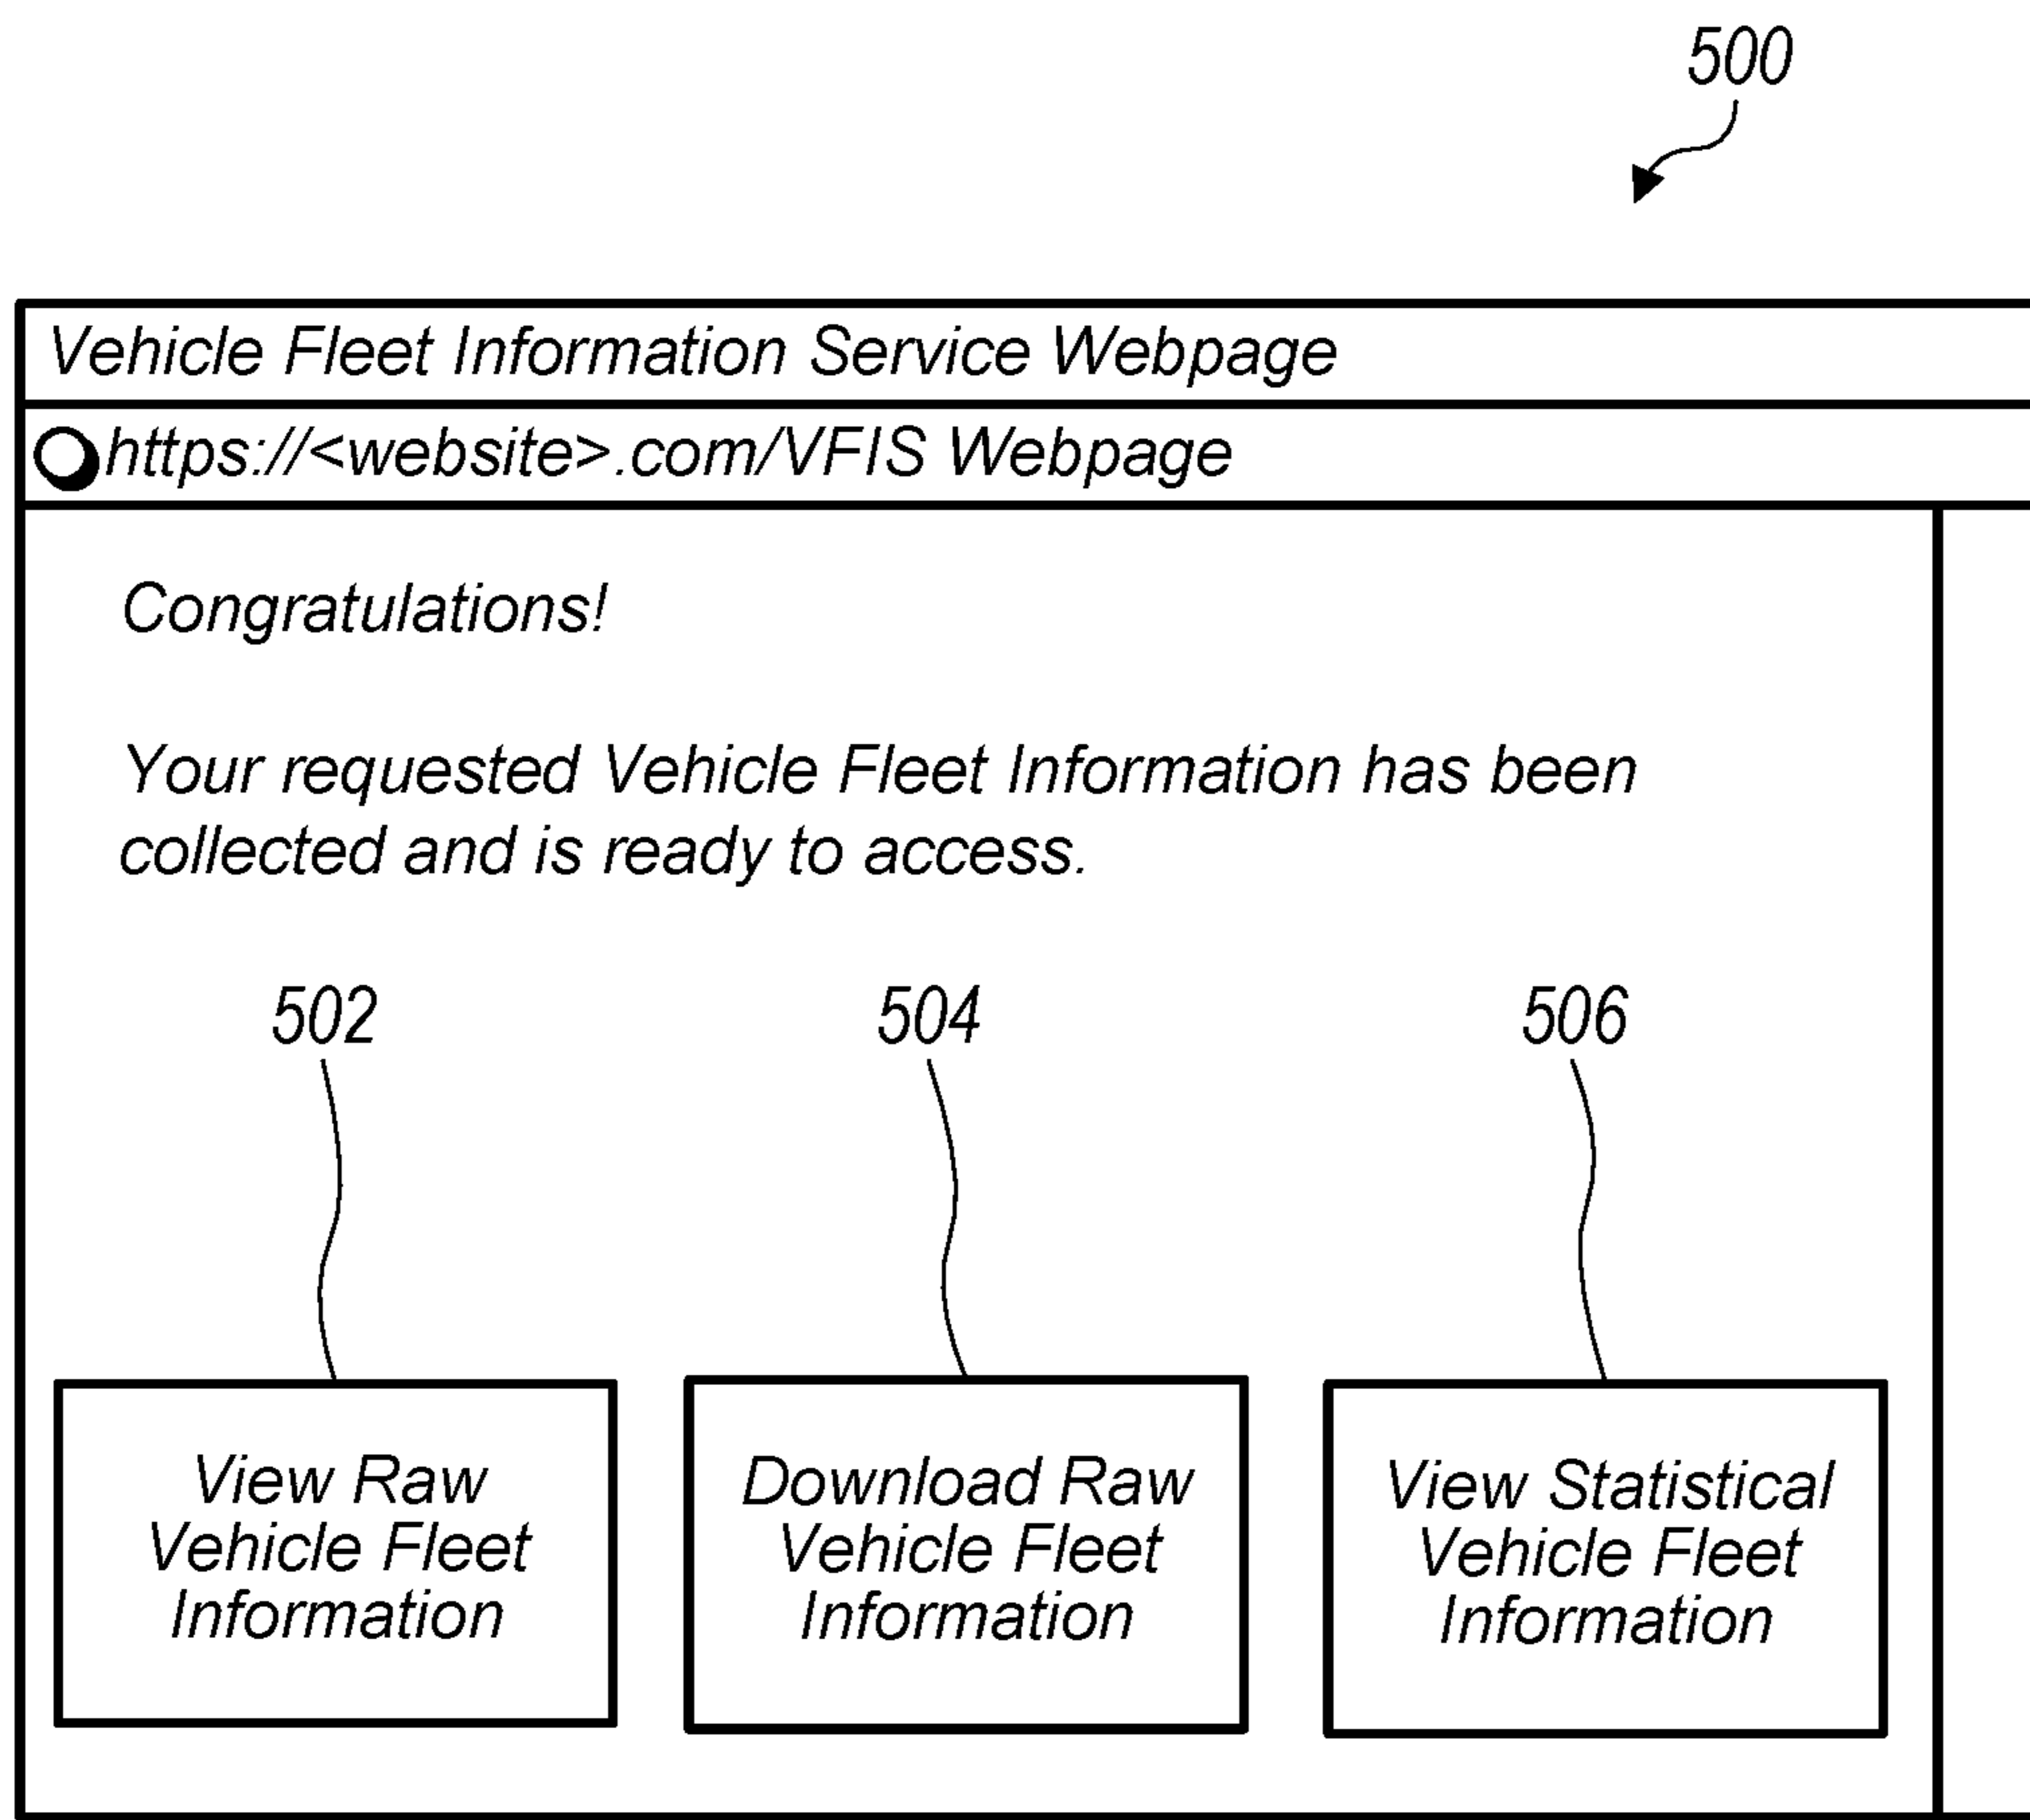 500
Vehicle Fleet Information Service Webpage
https://<website>.com/VFIS Webpage
Congratulations!
Your requested Vehicle Fleet Information has been
collected and is ready to access.
502
504
506
View Raw
Vehicle Fleet
Information
Download Raw
Vehicle Fleet
Information
View Statistical
Vehicle Fleet
Information